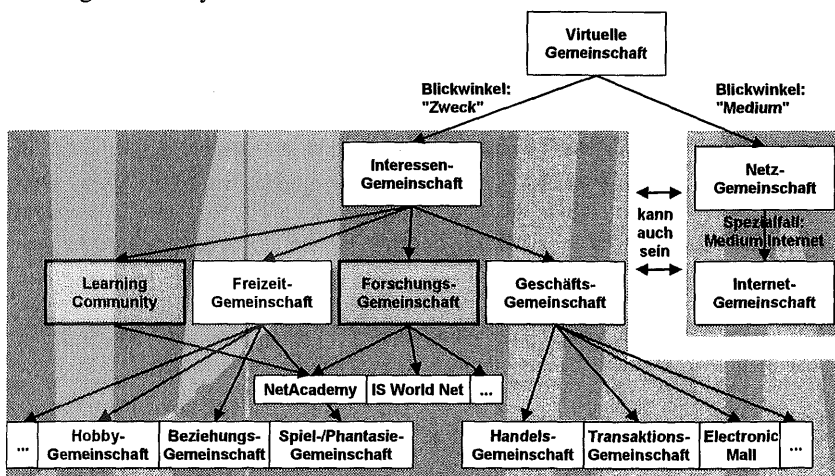 Virtuelle
Gemeinschaft
Blickwinkel:
"Zweck"
Blickwinkel:
"Medium"
Interessen-
Gemeinschaft
Netz-
Gemeinschaft
kann
auch
sein
Spezialfall:
Medium Internet
Learning
Community
Freizeit-
Gemeinschaft
Forschungs-
Gemeinschaft
Geschäfts-
Gemeinschaft
Internet-
Gemeinschaft
NetAcademy
IS World Net
...
...
Hobby-
Gemeinschaft
Beziehungs-
Gemeinschaft
Spiel-/Phantasie-
Gemeinschaft
Handels-
Gemeinschaft
Transaktions-
Gemeinschaft
Electronic
Mall
...